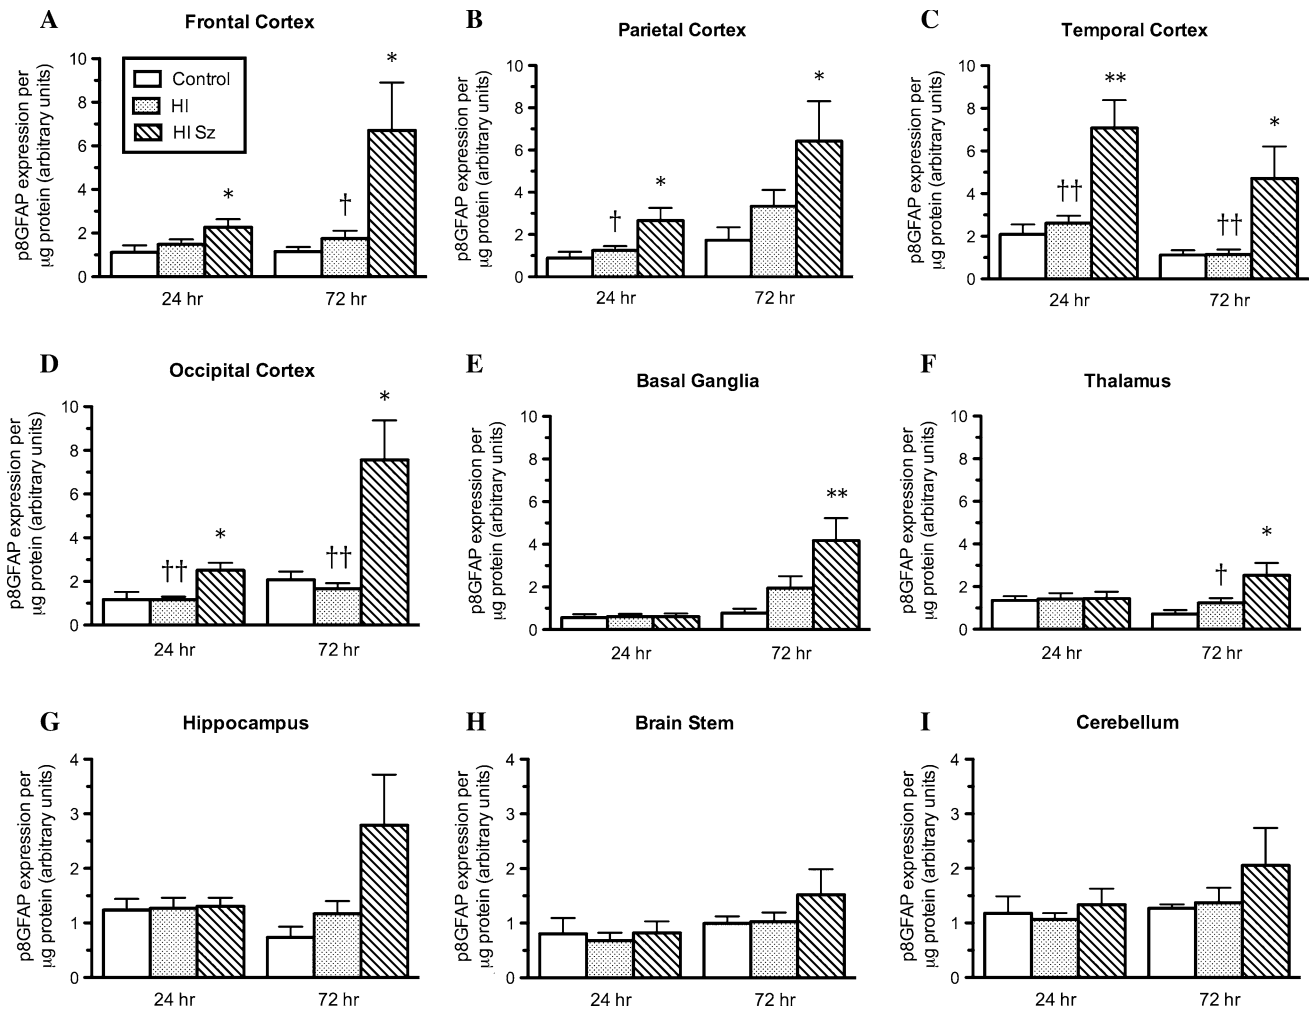 A
Frontal Cortex
p8GFAP expression per
µg protein (arbitrary units)
10
8
6
4
2
0
Control
HI
HI Sz
*
†
*
24 hr
72 hr
B
Parietal Cortex
p8GFAP expression per
µg protein (arbitrary units)
10
8
6
4
2
0
†
*
*
24 hr
72 hr
C
Temporal Cortex
p8GFAP expression per
µg protein (arbitrary units)
10
8
6
4
2
0
††
**
††
*
24 hr
72 hr
D
Occipital Cortex
p8GFAP expression per
µg protein (arbitrary units)
10
8
6
4
2
0
††
*
††
*
24 hr
72 hr
E
Basal Ganglia
p8GFAP expression per
µg protein (arbitrary units)
10
8
6
4
2
0
**
24 hr
72 hr
F
Thalamus
p8GFAP expression per
µg protein (arbitrary units)
10
8
6
4
2
0
†
*
24 hr
72 hr
G
Hippocampus
p8GFAP expression per
µg protein (arbitrary units)
4
3
2
1
0
24 hr
72 hr
H
Brain Stem
p8GFAP expression per
µg protein (arbitrary units)
4
3
2
1
0
24 hr
72 hr
I
Cerebellum
p8GFAP expression per
µg protein (arbitrary units)
4
3
2
1
0
24 hr
72 hr